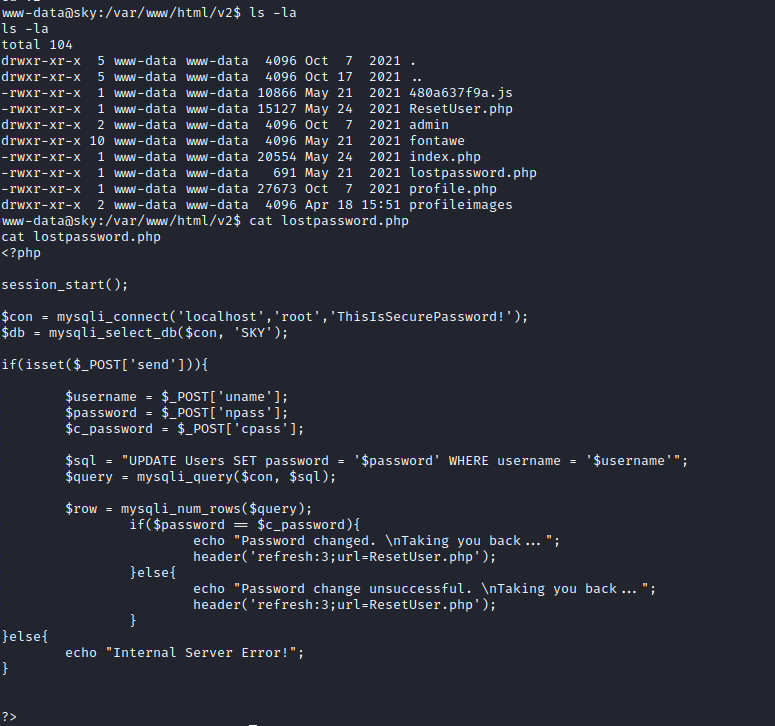 www-data@sky:/var/www/html/v2$ ls -la
ls -la
total 104
drwxr-xr-x  5 www-data www-data  4096 Oct  7  2021 .
drwxr-xr-x  5 www-data www-data  4096 Oct 17  2021 ..
-rwxr-xr-x  1 www-data www-data 10866 May 21  2021 480a637f9a.js
-rwxr-xr-x  1 www-data www-data 15127 May 24  2021 ResetUser.php
drwxr-xr-x  2 www-data www-data  4096 Oct  7  2021 admin
drwxr-xr-x 10 www-data www-data  4096 May 21  2021 fontawe
-rwxr-xr-x  1 www-data www-data 20554 May 24  2021 index.php
-rwxr-xr-x  1 www-data www-data   691 May 21  2021 lostpassword.php
-rwxr-xr-x  1 www-data www-data 27673 Oct  7  2021 profile.php
drwxr-xr-x  2 www-data www-data  4096 Apr 18 15:51 profileimages
www-data@sky:/var/www/html/v2$ cat lostpassword.php
cat lostpassword.php
<?php
session_start();
$con = mysqli_connect('localhost','root','ThisIsSecurePassword!');
$db = mysqli_select_db($con, 'SKY');
if(isset($_POST['send'])){
        $username = $_POST['uname'];
        $password = $_POST['npass'];
        $c_password = $_POST['cpass'];
        $sql = "UPDATE Users SET password = '$password' WHERE username = '$username'";
        $query = mysqli_query($con, $sql);
        $row = mysqli_num_rows($query);
                if($password == $c_password){
                        echo "Password changed. \nTaking you back...";
                        header('refresh:3;url=ResetUser.php');
                }else{
                        echo "Password change unsuccessful. \nTaking you back...";
                        header('refresh:3;url=ResetUser.php');
                }
}else{
        echo "Internal Server Error!";
}
?>